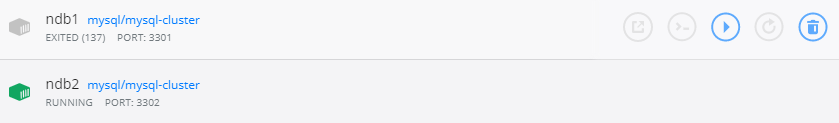 ndb1 mysql/mysql-cluster
EXITED (137) PORT: 3301
ndb2 mysql/mysql-cluster
RUNNING PORT: 3302